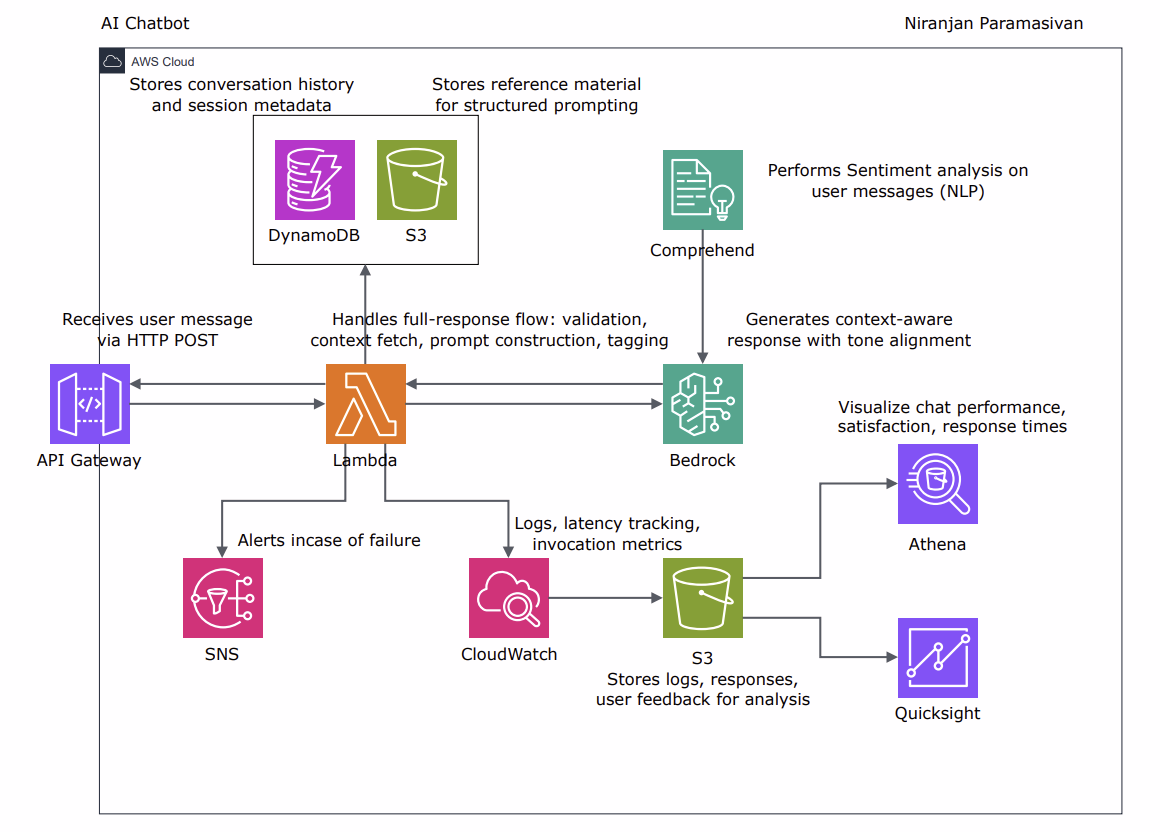 AI Chatbot
Niranjan Paramasivan
AWS Cloud
Stores conversation history
and session metadata
Stores reference material
for structured prompting
DynamoDB
S3
Performs Sentiment analysis on
user messages (NLP)
Comprehend
Receives user message
via HTTP POST
Handles full-response flow: validation,
context fetch, prompt construction, tagging
Generates context-aware
response with tone alignment
API Gateway
Lambda
Bedrock
Visualize chat performance,
satisfaction, response times
Athena
Alerts incase of failure
Logs, latency tracking,
invocation metrics
SNS
CloudWatch
S3
Stores logs, responses,
user feedback for analysis
Quicksight